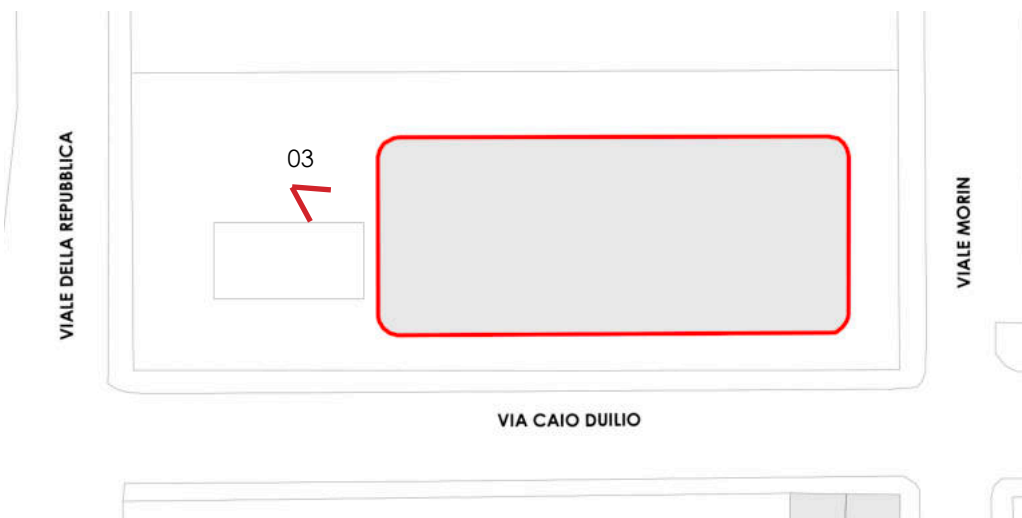 03
VIALE DELLA REPUBBLICA
VIALE MORIN
VIA CAIO DUILIO